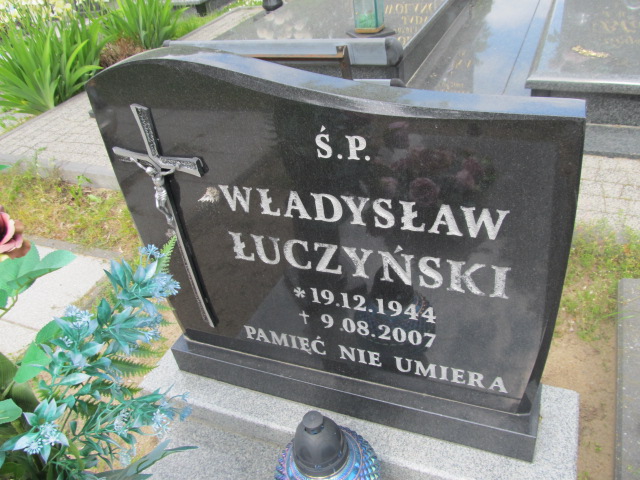 Ś.P.
WŁADYSŁAW
ŁUCZYŃSKI
* 19.12.1944
† 9.08.2007
PAMIĘĆ NIE UMIERA